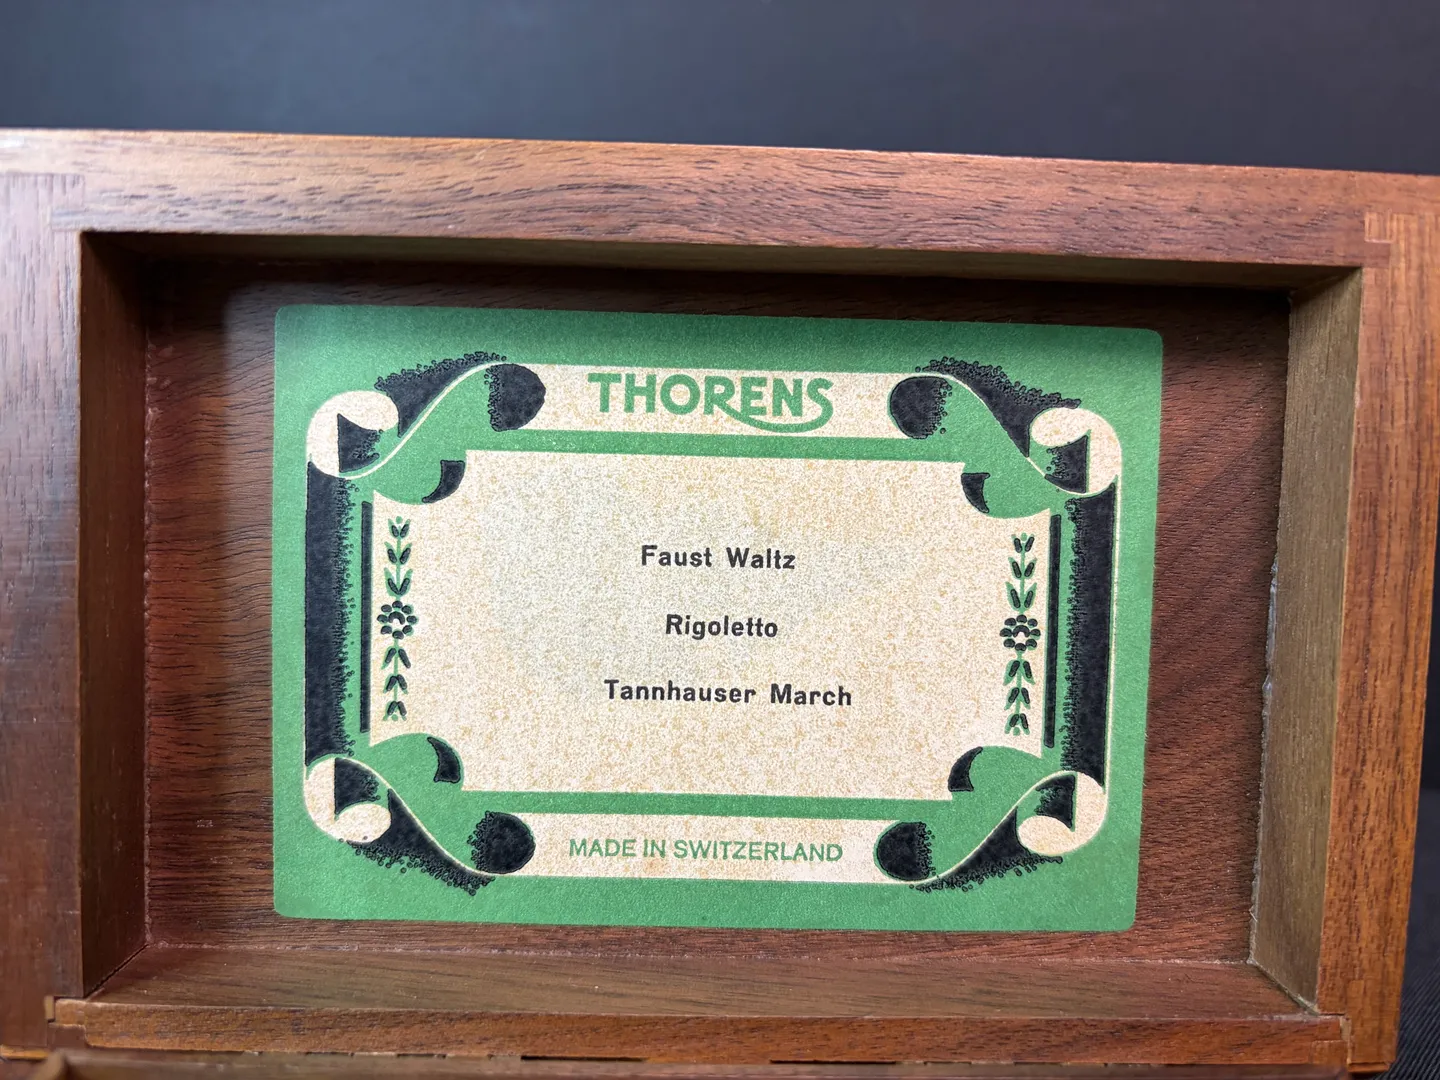 THORENS
Faust Waltz
Rigoletto
Tannhauser March
MADE IN SWITZERLAND